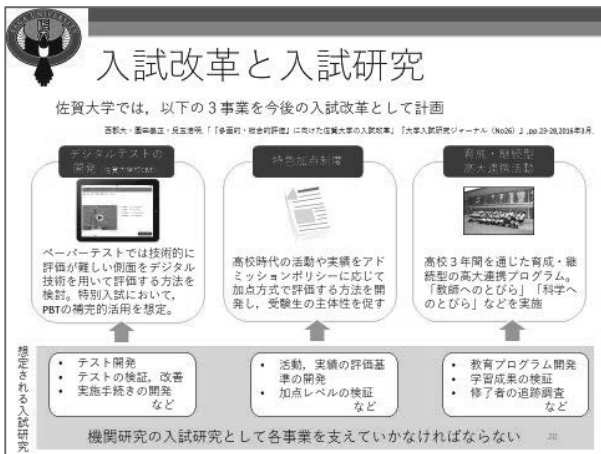 SAGA UNIVERSITY
入試改革と入試研究
佐賀大学では，以下の３事業を今後の入試改革として計画
西郡大・園田泰正・兒玉浩明，「「多面的・総合的評価」に向けた佐賀大学の入試改革」『大学入試研究ジャーナル（No26）』,pp.23-28,2016年3月.
デジタルテストの
開発（佐賀大学版CBT）
ペーパーテストでは技術的に
評価が難しい側面をデジタル
技術を用いて評価する方法を
検討。特別入試において，
PBTの補完的活用を想定。
特色加点制度
高校時代の活動や実績をアド
ミッションポリシーに応じて
加点方式で評価する方法を開
発し，受験生の主体性を促す
育成・継続型
高大連携活動
高校３年間を通じた育成・継
続型の高大連携プログラム。
「教師へのとびら」「科学へ
のとびら」などを実施
想定される入試研究
• テスト開発
• テストの検証，改善
• 実施手続きの開発
など
• 活動，実績の評価基
準の開発
• 加点レベルの検証
など
• 教育プログラム開発
• 学習成果の検証
• 修了者の追跡調査
など
機関研究の入試研究として各事業を支えていかなければならない
20